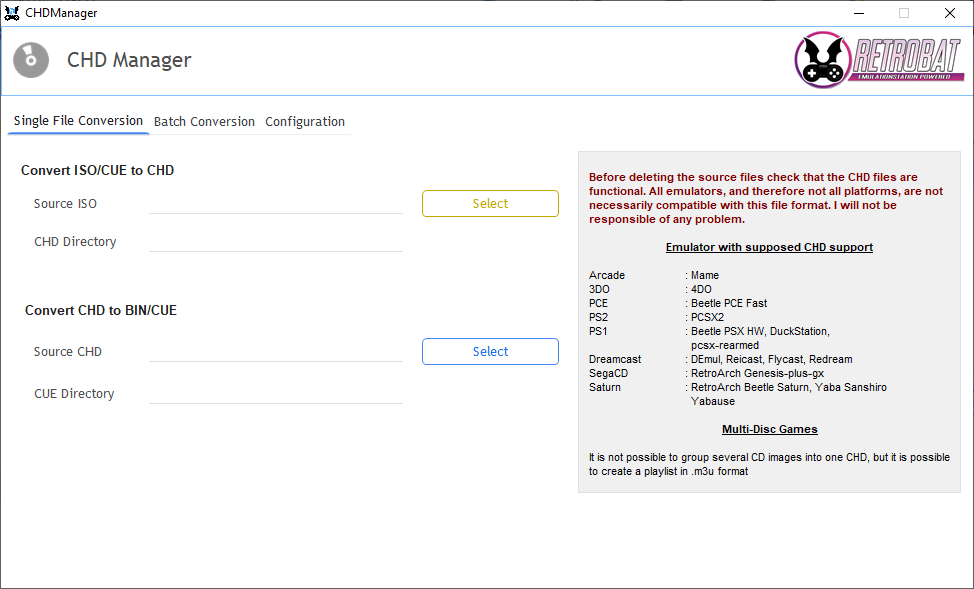 CHDManager
CHD Manager
RETROBAT
EMULATIONSTATION POWERED
Single File Conversion Batch Conversion Configuration
Convert ISO/CUE to CHD
Source ISO
Select
CHD Directory
Convert CHD to BIN/CUE
Source CHD
Select
CUE Directory
Before deleting the source files check that the CHD files are
functional. All emulators, and therefore not all platforms, are not
necessarily compatible with this file format. I will not be
responsible of any problem.
Emulator with supposed CHD support
Arcade : Mame
3DO : 4DO
PCE : Beetle PCE Fast
PS2 : PCSX2
PS1 : Beetle PSX HW, DuckStation,
pcsx-rearmed
Dreamcast : DEmul, Reicast, Flycast, Redream
SegaCD : RetroArch Genesis-plus-gx
Saturn : RetroArch Beetle Saturn, Yaba Sanshiro
Yabause
Multi-Disc Games
It is not possible to group several CD images into one CHD, but it is possible
to create a playlist in .m3u format